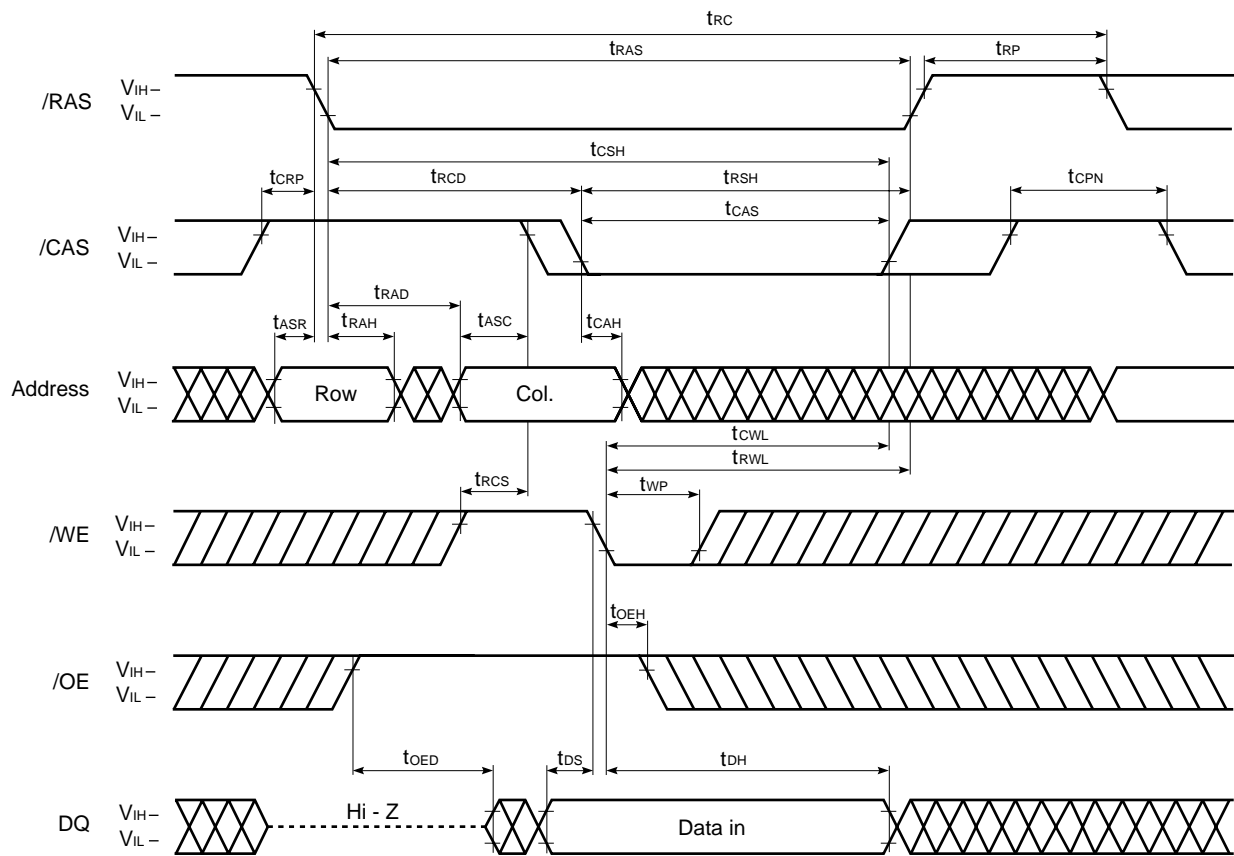 tRC
tRAS
tRP
/RAS
VIH –
VIL –
tCSH
tCRP
tRCD
tRSH
tCPN
tCAS
/CAS
VIH –
VIL –
tRAD
tASR
tRAH
tASC
tCAH
Address
VIH –
VIL –
Row
Col.
tCWL
tRWL
tRCS
tWP
/WE
VIH –
VIL –
tOEH
/OE
VIH –
VIL –
tOED
tDS
tDH
DQ
VIH –
VIL –
Hi - Z
Data in